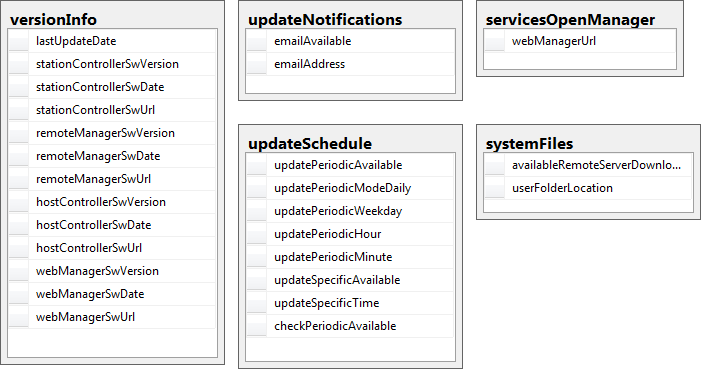 versionInfo
lastUpdateDate
stationControllerSwVersion
stationControllerSwDate
stationControllerSwUrl
remoteManagerSwVersion
remoteManagerSwDate
remoteManagerSwUrl
hostControllerSwVersion
hostControllerSwDate
hostControllerSwUrl
webManagerSwVersion
webManagerSwDate
webManagerSwUrl
updateNotifications
emailAvailable
emailAddress
servicesOpenManager
webManagerUrl
updateSchedule
updatePeriodicAvailable
updatePeriodicModeDaily
updatePeriodicWeekday
updatePeriodicHour
updatePeriodicMinute
updateSpecificAvailable
updateSpecificTime
checkPeriodicAvailable
systemFiles
availableRemoteServerDownlo...
userFolderLocation